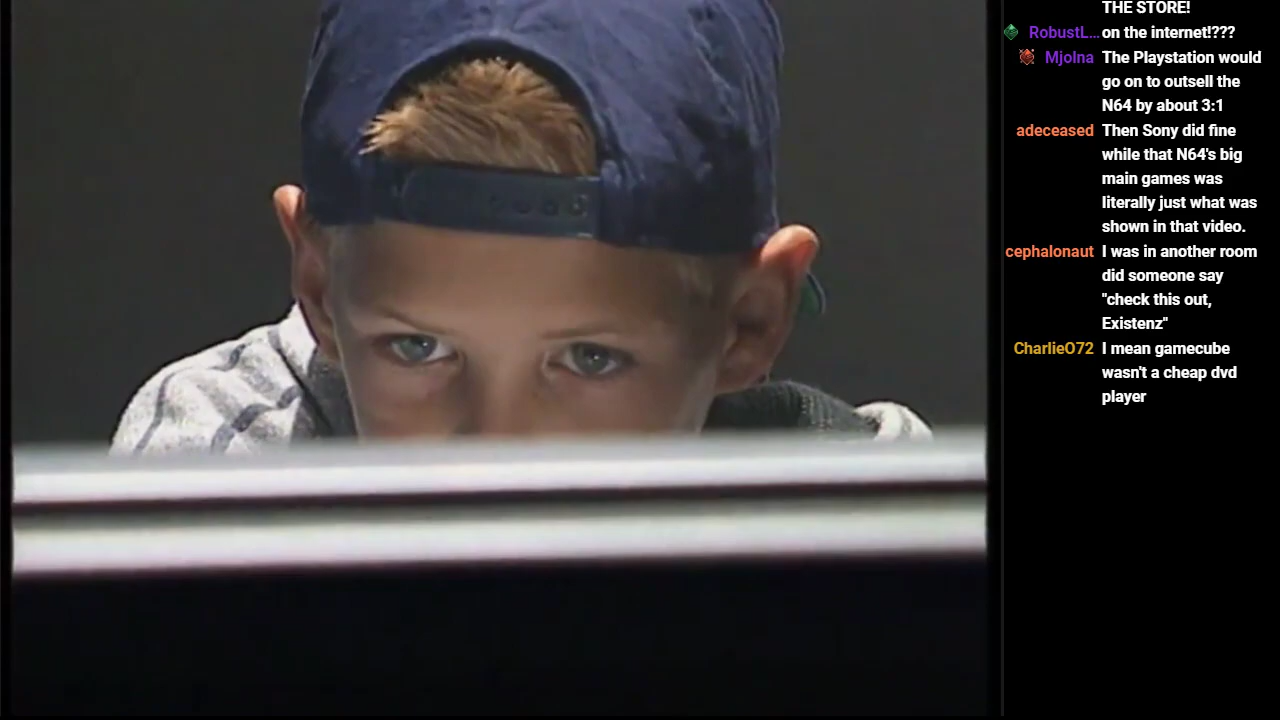 THE STORE!
RobustL... on the internet!???
Mjolna The Playstation would
go on to outsell the
N64 by about 3:1
adeceased Then Sony did fine
while that N64's big
main games was
literally just what was
shown in that video.
cephalonaut I was in another room
did someone say
"check this out,
Existenz"
CharlieO72 I mean gamecube
wasn't a cheap dvd
player